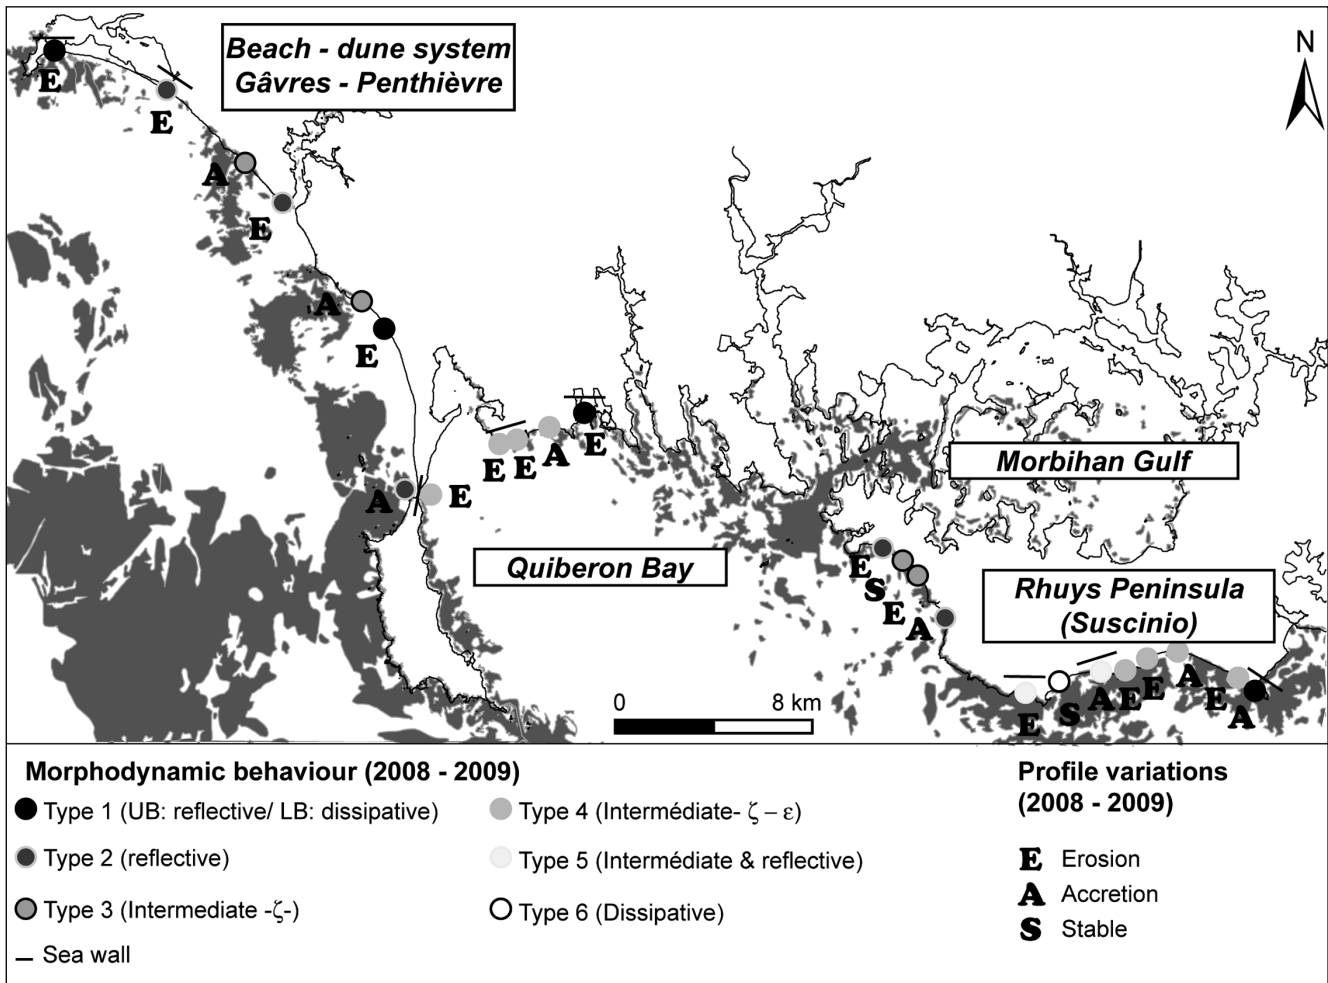 Beach - dune system
Gâvres - Penthièvre
N
E
E
A
E
A
E
E
E
A
E
A
E
Morbihan Gulf
Quiberon Bay
E
S
E
A
Rhuys Peninsula
(Suscinio)
E
S
A
E
E
A
E
A
0 8 km
Morphodynamic behaviour (2008 - 2009)
Type 1 (UB: reflective/ LB: dissipative)
Type 2 (reflective)
Type 3 (Intermediate -ζ-)
Sea wall
Type 4 (Intermédiate- ζ – ε)
Type 5 (Intermédiate & reflective)
Type 6 (Dissipative)
Profile variations
(2008 - 2009)
E Erosion
A Accretion
S Stable